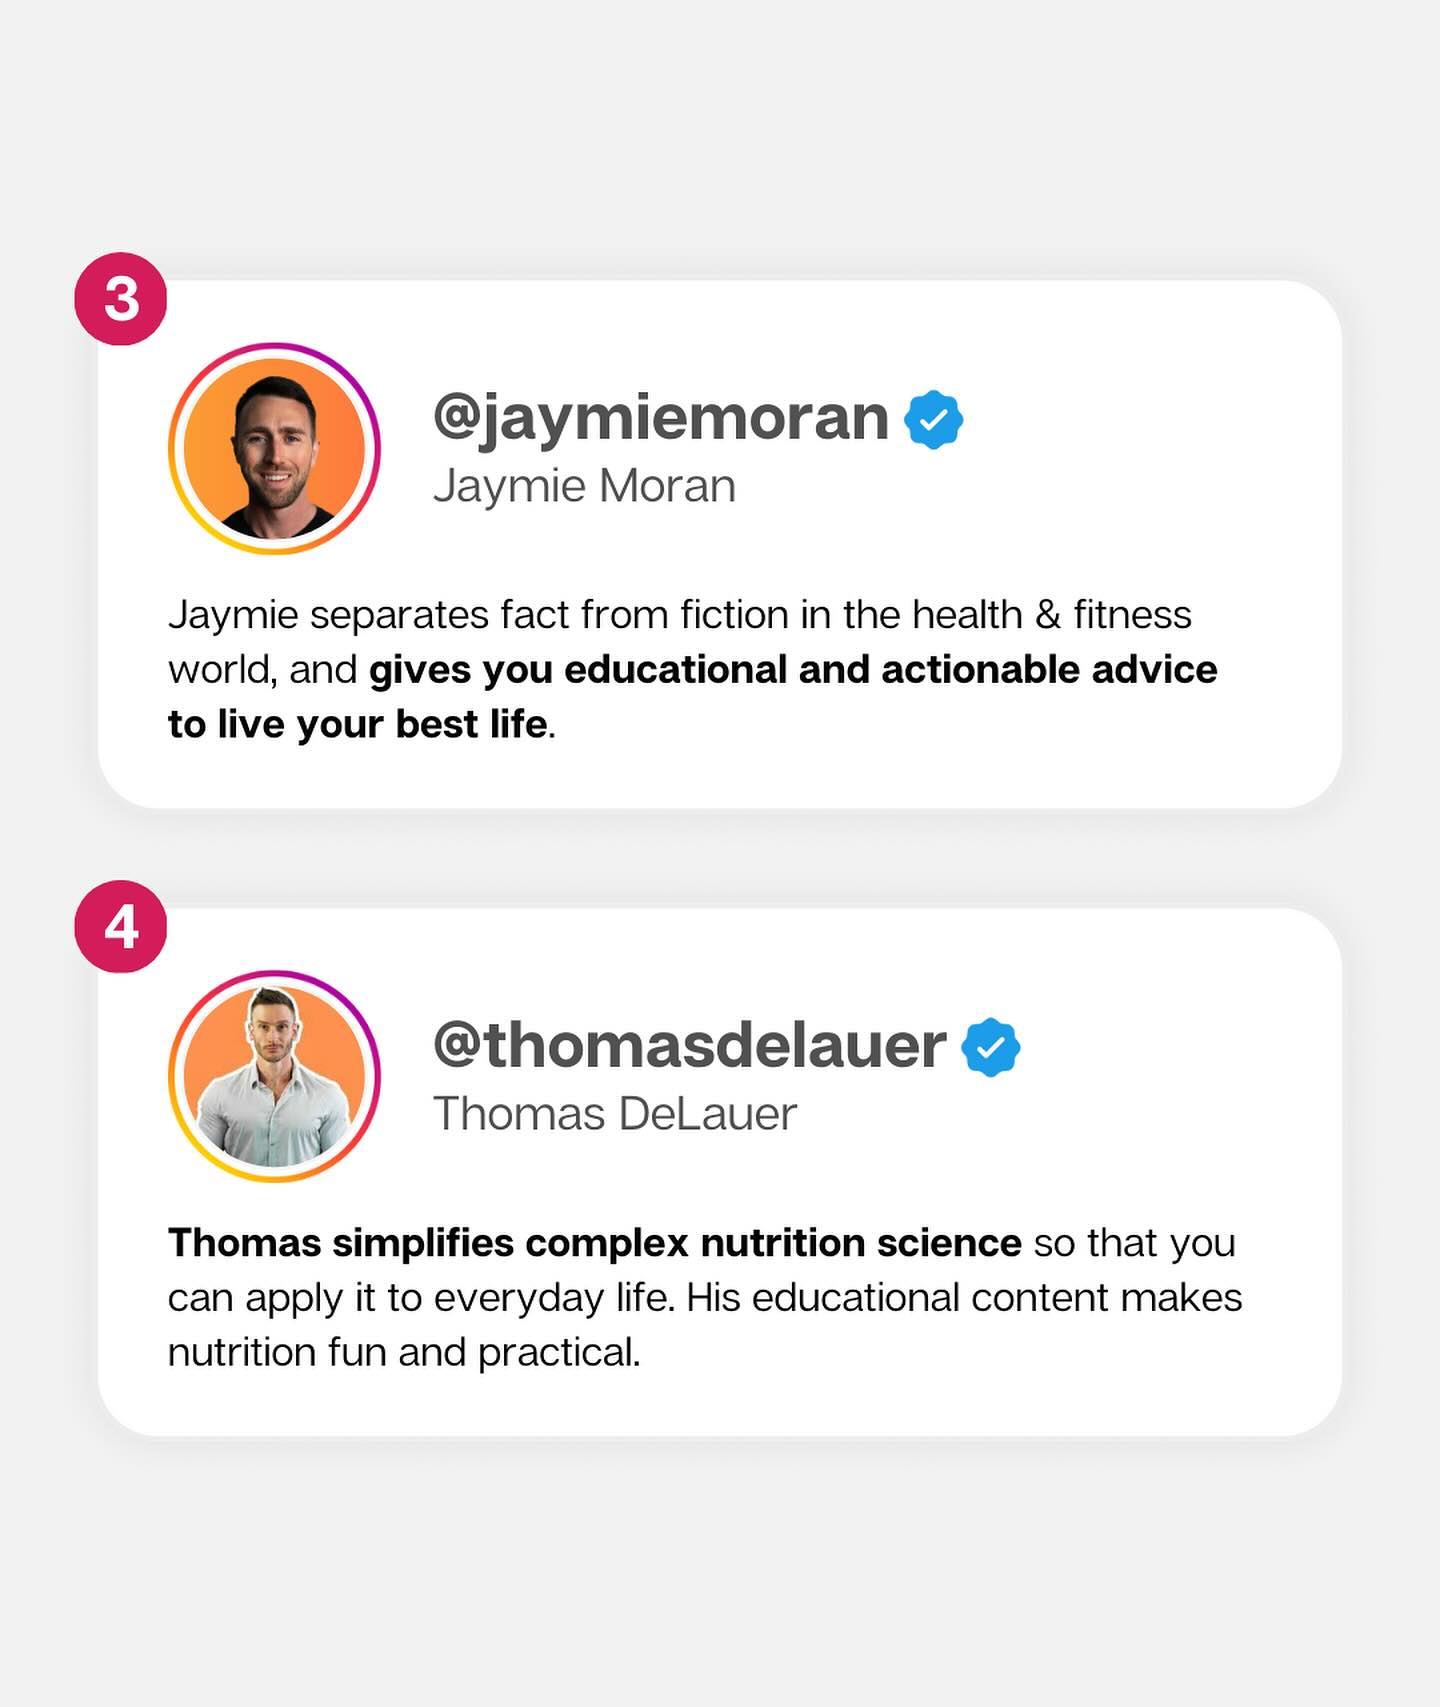 3
@jaymiemoran
Jaymie Moran
Jaymie separates fact from fiction in the health & fitness
world, and gives you educational and actionable advice
to live your best life.
4
@thomasdelauer
Thomas DeLauer
Thomas simplifies complex nutrition science so that you
can apply it to everyday life. His educational content makes
nutrition fun and practical.